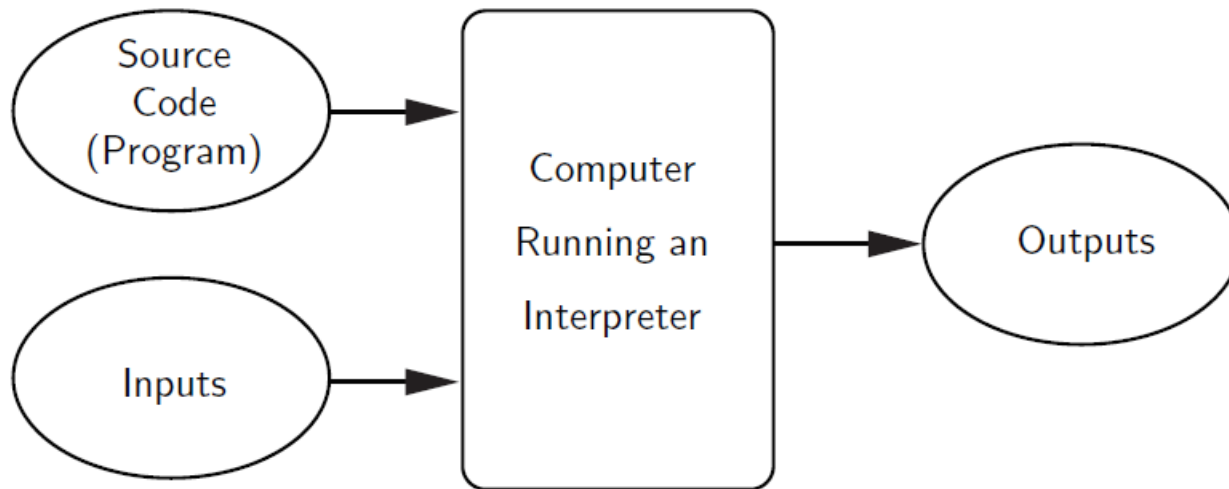 Source
Code
(Program)
Inputs
Computer
Running an
Interpreter
Outputs